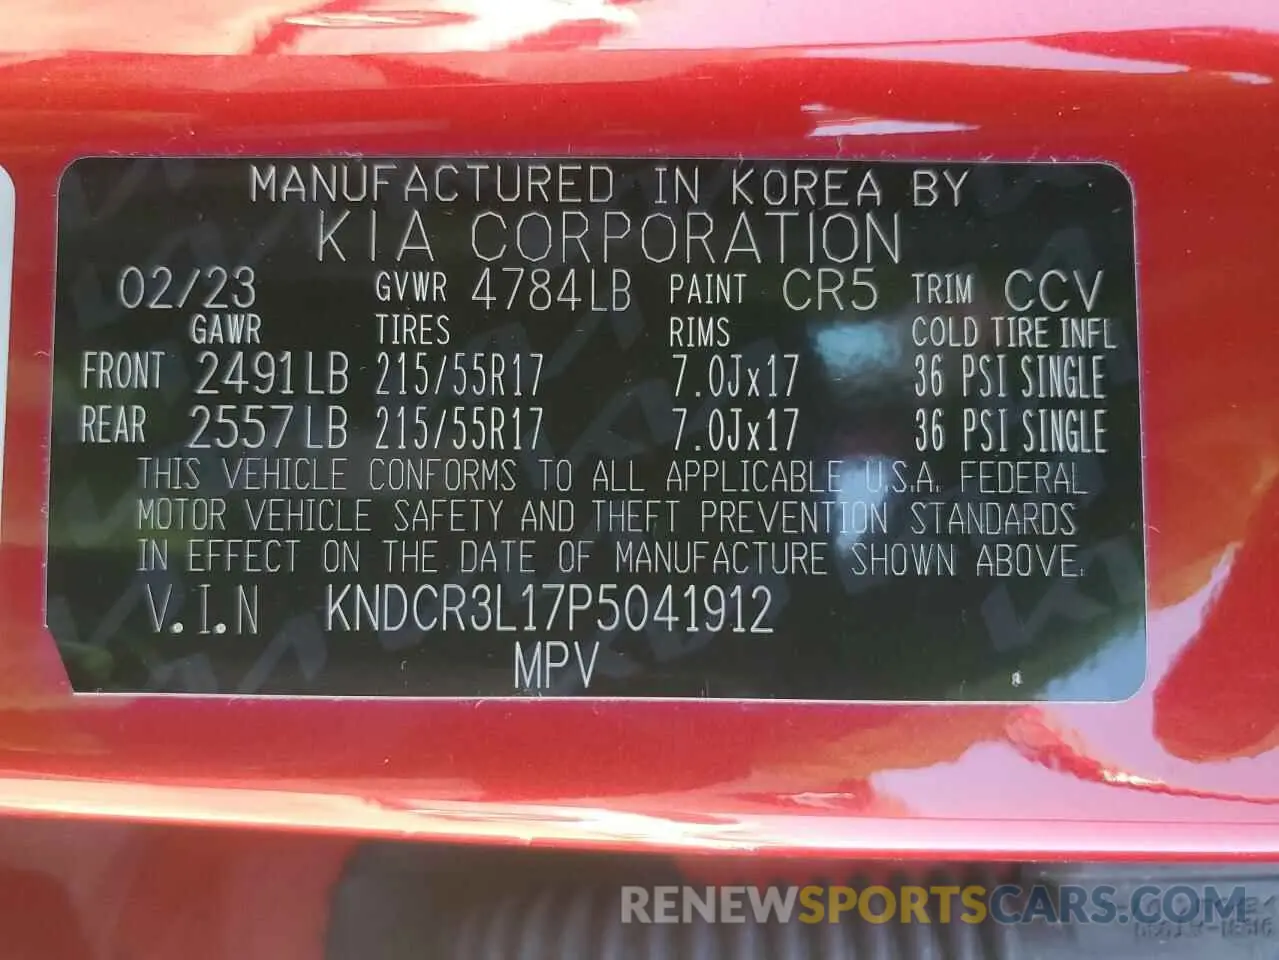 MANUFACTURED IN KOREA BY
KIA CORPORATION
02/23 GVWR 4784LB PAINT CR5 TRIM CCV
GAWR TIRES RIMS COLD TIRE INFL
FRONT 2491LB 215/55R17 7.0Jx17 36 PSI SINGLE
REAR 2557LB 215/55R17 7.0Jx17 36 PSI SINGLE
THIS VEHICLE CONFORMS TO ALL APPLICABLE U.S.A. FEDERAL
MOTOR VEHICLE SAFETY AND THEFT PREVENTION STANDARDS
IN EFFECT ON THE DATE OF MANUFACTURE SHOWN ABOVE.
V.I.N KNDCR3L17P5041912
MPV
RENEWSPORTSCARS.COM